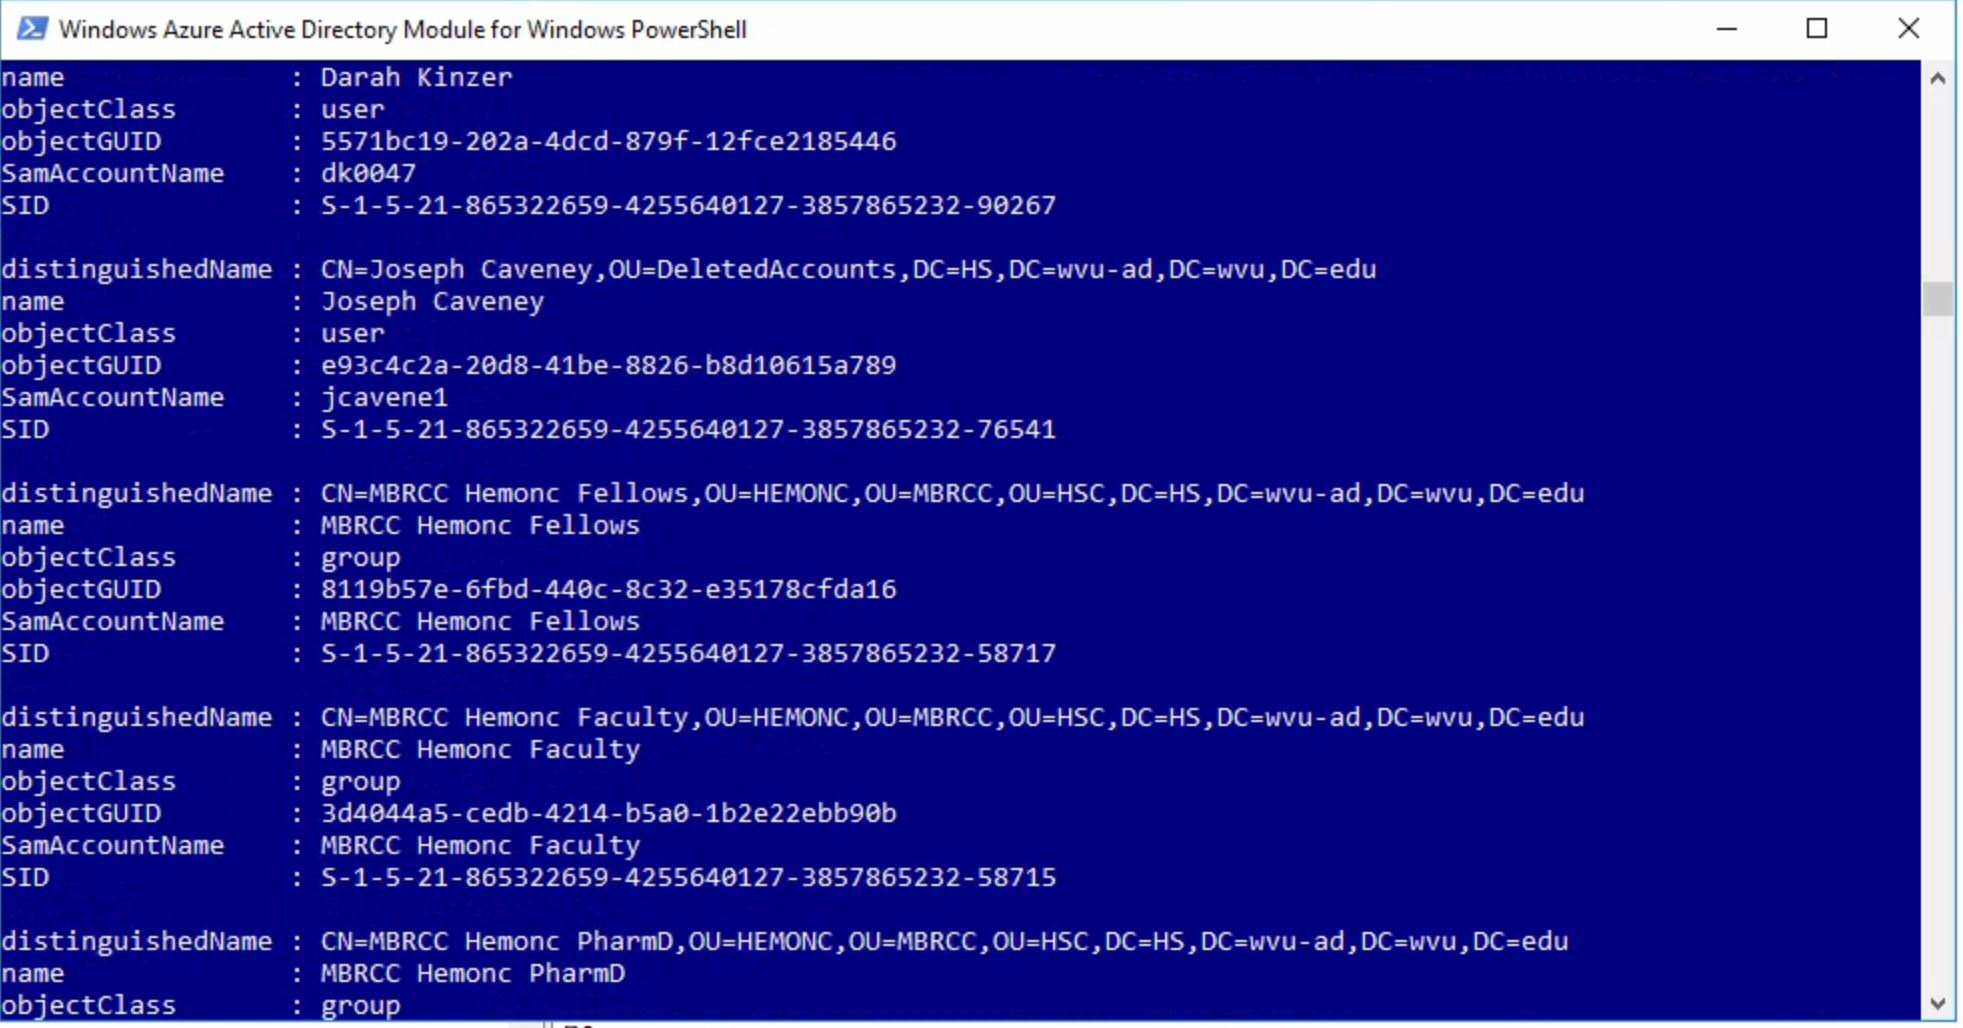 Windows Azure Active Directory Module for Windows PowerShell
name : Darah Kinzer
objectClass : user
objectGUID : 5571bc19-202a-4dcd-879f-12fce2185446
SamAccountName : dk0047
SID : S-1-5-21-865322659-4255640127-3857865232-90267
distinguishedName : CN=Joseph Caveney,OU=DeletedAccounts,DC=HS,DC=wvu-ad,DC=wvu,DC=edu
name : Joseph Caveney
objectClass : user
objectGUID : e93c4c2a-20d8-41be-8826-b8d10615a789
SamAccountName : jcavene1
SID : S-1-5-21-865322659-4255640127-3857865232-76541
distinguishedName : CN=MBRCC Hemonc Fellows,OU=HEMONC,OU=MBRCC,OU=HSC,DC=HS,DC=wvu-ad,DC=wvu,DC=edu
name : MBRCC Hemonc Fellows
objectClass : group
objectGUID : 8119b57e-6fbd-440c-8c32-e35178cfda16
SamAccountName : MBRCC Hemonc Fellows
SID : S-1-5-21-865322659-4255640127-3857865232-58717
distinguishedName : CN=MBRCC Hemonc Faculty,OU=HEMONC,OU=MBRCC,OU=HSC,DC=HS,DC=wvu-ad,DC=wvu,DC=edu
name : MBRCC Hemonc Faculty
objectClass : group
objectGUID : 3d4044a5-cedb-4214-b5a0-1b2e22ebb90b
SamAccountName : MBRCC Hemonc Faculty
SID : S-1-5-21-865322659-4255640127-3857865232-58715
distinguishedName : CN=MBRCC Hemonc PharmD,OU=HEMONC,OU=MBRCC,OU=HSC,DC=HS,DC=wvu-ad,DC=wvu,DC=edu
name : MBRCC Hemonc PharmD
objectClass : group